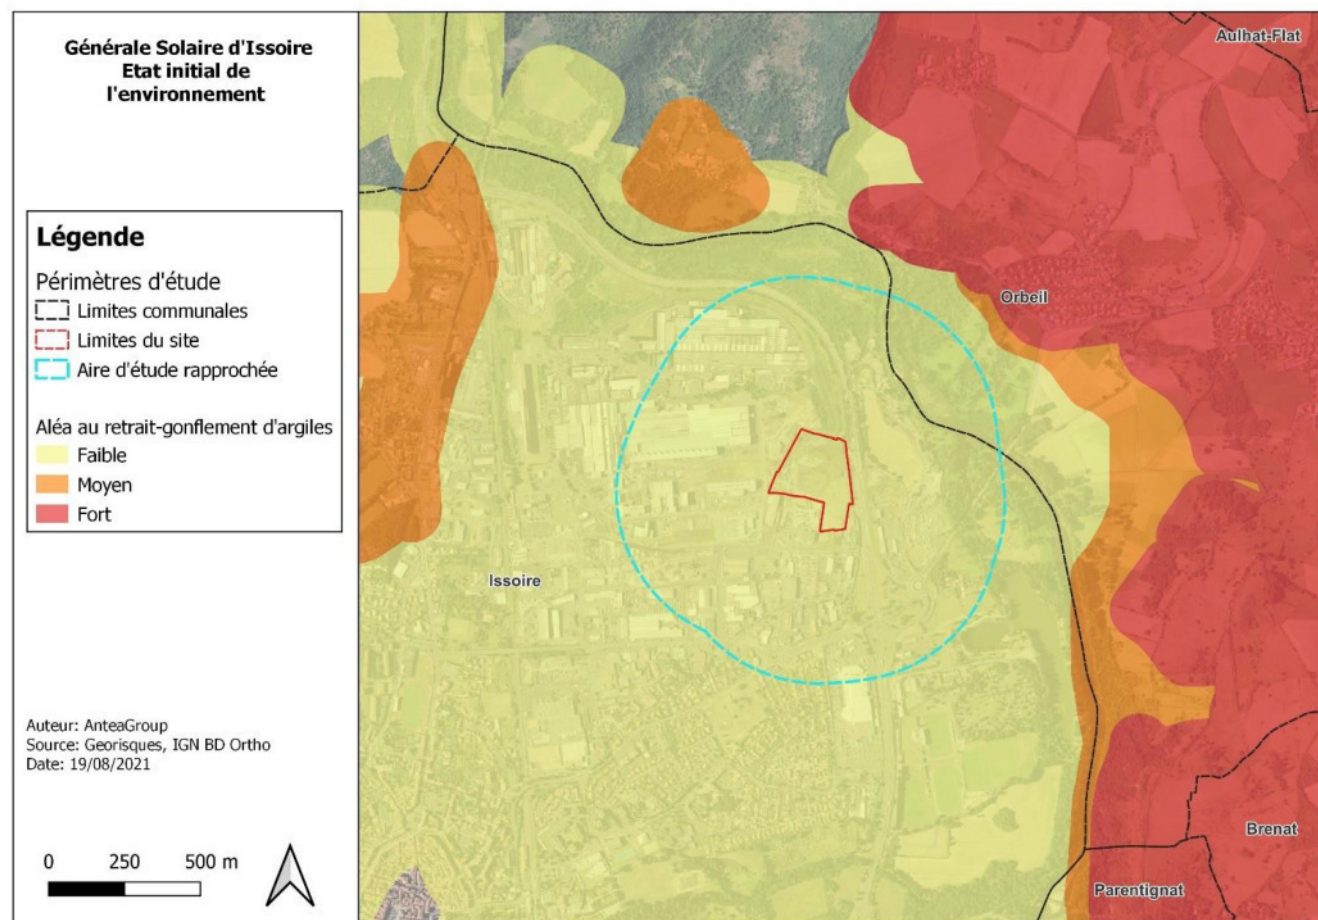 Générale Solaire d'Issoire
Etat initial de
l'environnement
Légende
Périmètres d'étude
Limites communales
Limites du site
Aire d'étude rapprochée
Aléa au retrait-gonflement d'argiles
Faible
Moyen
Fort
Auteur: AnteaGroup
Source: Georisques, IGN BD Ortho
Date: 19/08/2021
0 250 500 m
Aulhat-Flat
Orbeil
Issoire
Brenat
Parentignat